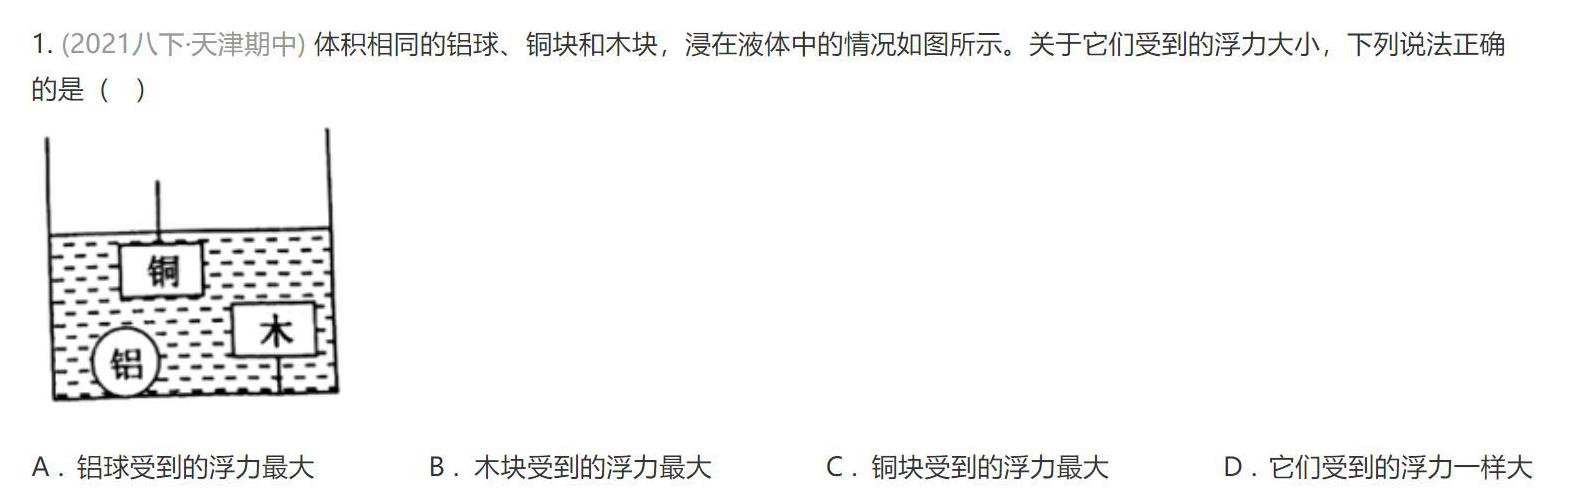 1. (2021八下·天津期中) 体积相同的铝球、铜块和木块，浸在液体中的情况如图所示。关于它们受到的浮力大小，下列说法正确
的是（　）
铜
木
铝
A．铝球受到的浮力最大　B．木块受到的浮力最大　C．铜块受到的浮力最大　D．它们受到的浮力一样大